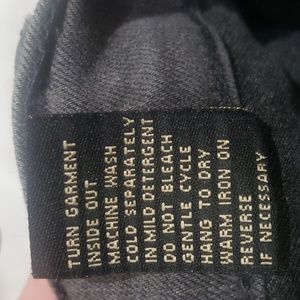 TURN GARMENT
INSIDE OUT.
MACHINE WASH
COLD SEPARATELY
IN MILD DETERGENT
DO NOT BLEACH
GENTLE CYCLE
HANG TO DRY
WARM IRON ON
REVERSE
IF NECESSARY